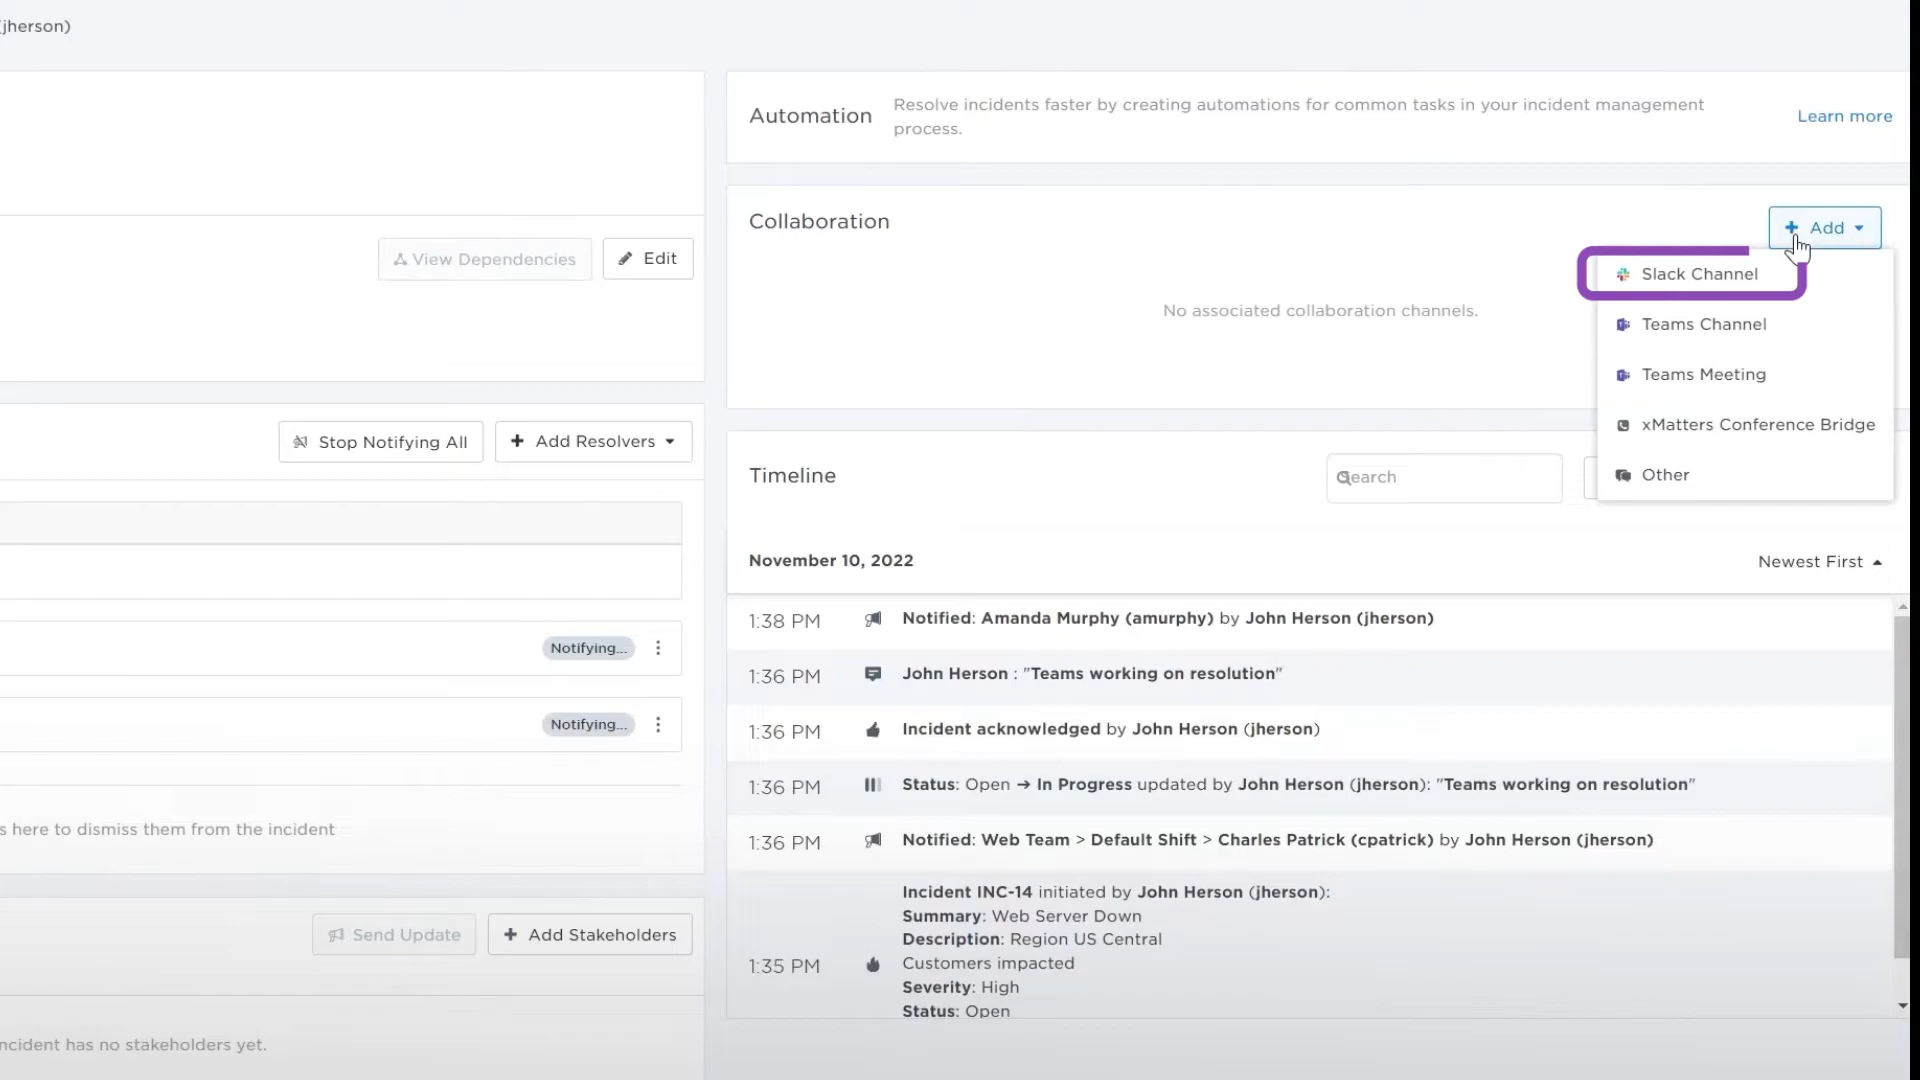 (jherson)
Automation
Resolve incidents faster by creating automations for common tasks in your incident management
process.
Learn more
Collaboration
Add
Slack Channel
Teams Channel
Teams Meeting
xMatters Conference Bridge
Other
No associated collaboration channels.
View Dependencies
Edit
Stop Notifying All
Add Resolvers
Notifying...
Notifying...
s here to dismiss them from the incident
Send Update
Add Stakeholders
ncident has no stakeholders yet.
Timeline
Search
November 10, 2022
Newest First
1:38 PM Notified: Amanda Murphy (amurphy) by John Herson (jherson)
1:36 PM John Herson : "Teams working on resolution"
1:36 PM Incident acknowledged by John Herson (jherson)
1:36 PM Status: Open → In Progress updated by John Herson (jherson): "Teams working on resolution"
1:36 PM Notified: Web Team > Default Shift > Charles Patrick (cpatrick) by John Herson (jherson)
1:35 PM
Incident INC-14 initiated by John Herson (jherson):
Summary: Web Server Down
Description: Region US Central
Customers impacted
Severity: High
Status: Open